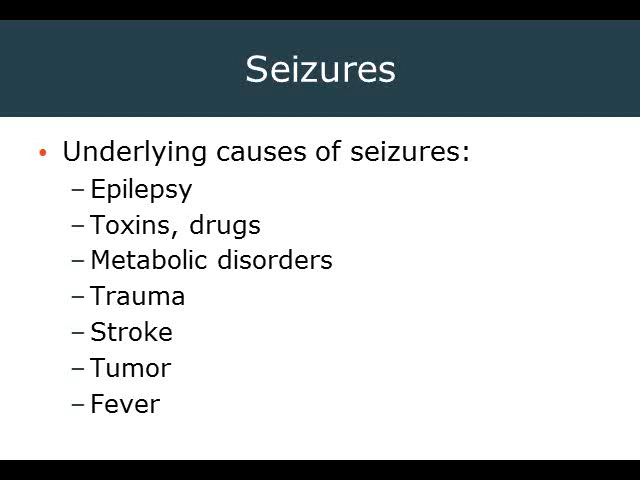 Seizures
• Underlying causes of seizures:
– Epilepsy
– Toxins, drugs
– Metabolic disorders
– Trauma
– Stroke
– Tumor
– Fever